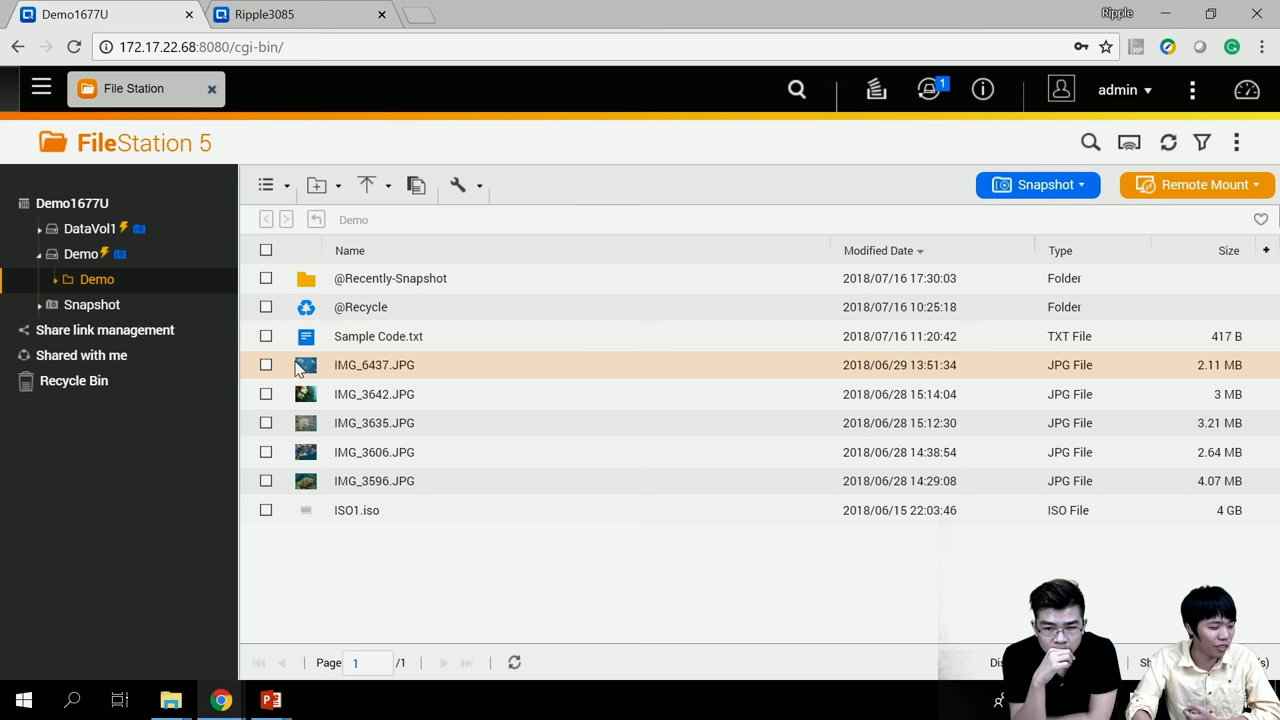 Demo1677U
Ripple3085
Ripple
172.17.22.68:8080/cgi-bin/
File Station
1
admin
FileStation 5
Snapshot
Remote Mount
Demo1677U
DataVol1
Demo
Demo
Snapshot
Share link management
Shared with me
Recycle Bin
Demo
Name Modified Date Type Size
@Recently-Snapshot 2018/07/16 17:30:03 Folder
@Recycle 2018/07/16 10:25:18 Folder
Sample Code.txt 2018/07/16 11:20:42 TXT File 417 B
IMG_6437.JPG 2018/06/29 13:51:34 JPG File 2.11 MB
IMG_3642.JPG 2018/06/28 15:14:04 JPG File 3 MB
IMG_3635.JPG 2018/06/28 15:12:30 JPG File 3.21 MB
IMG_3606.JPG 2018/06/28 14:38:54 JPG File 2.64 MB
IMG_3596.JPG 2018/06/28 14:29:08 JPG File 4.07 MB
ISO1.iso 2018/06/15 22:03:46 ISO File 4 GB
Page 1 /1